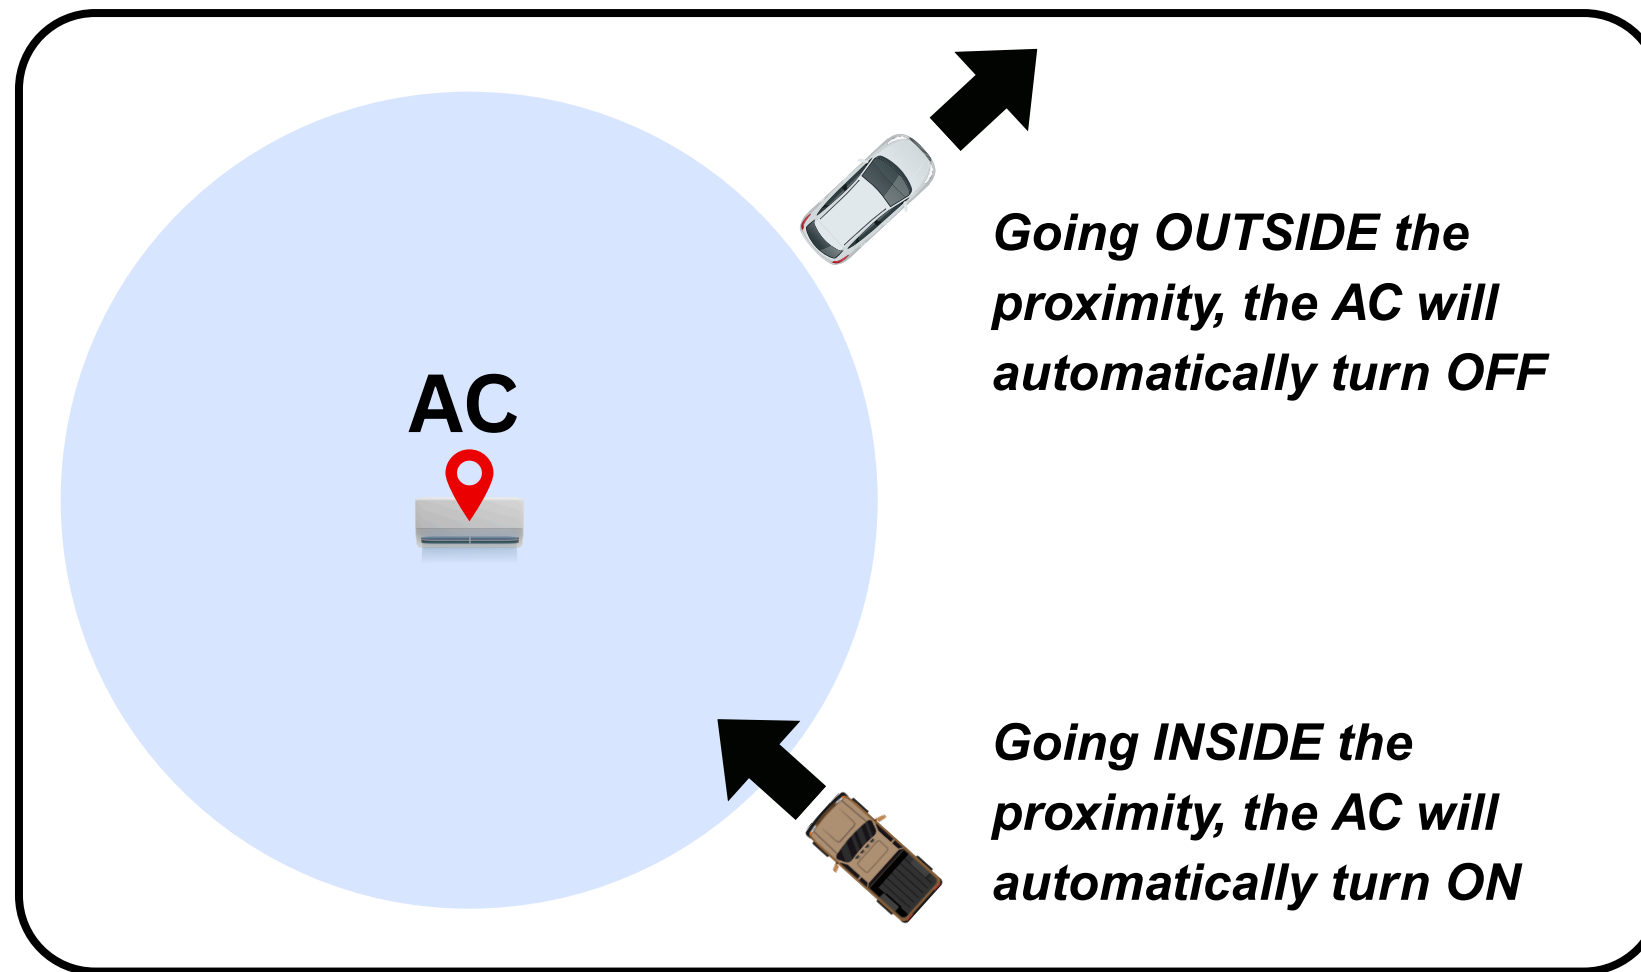 AC
Going OUTSIDE the
proximity, the AC will
automatically turn OFF
Going INSIDE the
proximity, the AC will
automatically turn ON